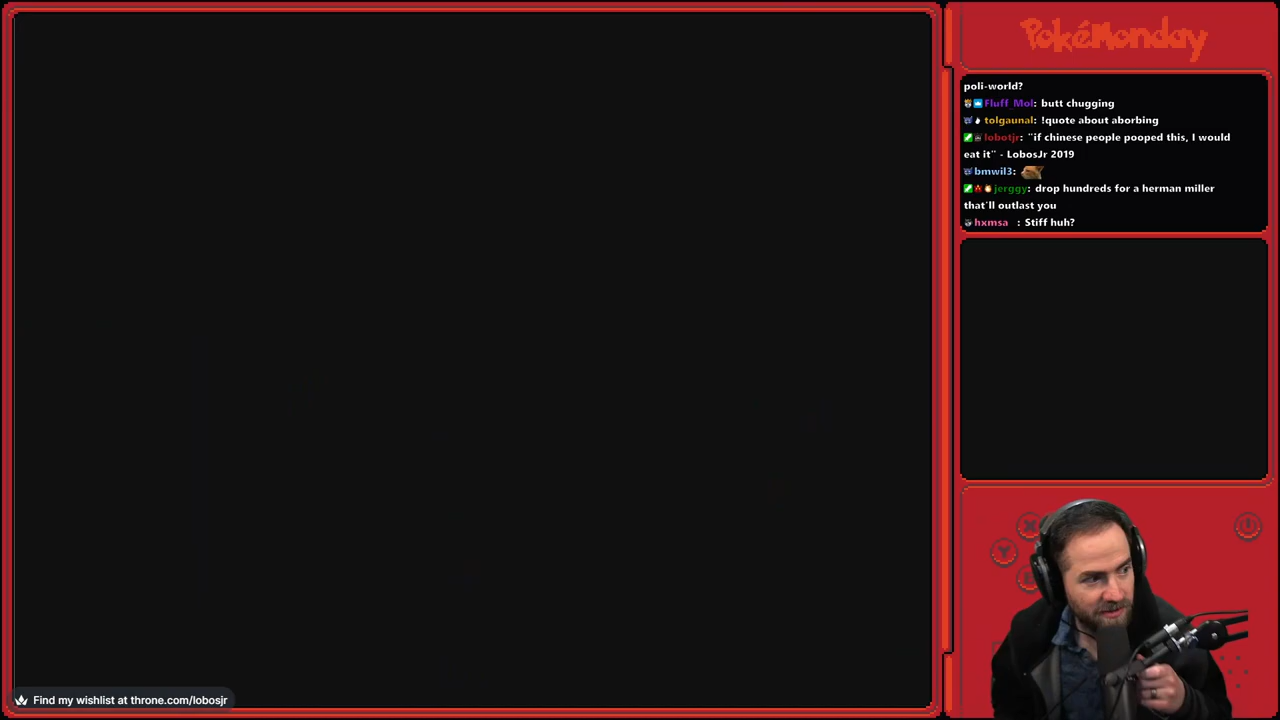 PokéMonday
poli-world?
Fluff_Mol: butt chugging
tolgaunal: !quote about aborbing
lobotjr: "if chinese people pooped this, I would
eat it" - LobosJr 2019
bmwil3:
jerggy: drop hundreds for a herman miller
that'll outlast you
hxmsa : Stiff huh?
X
Y
Find my wishlist at throne.com/lobosjr